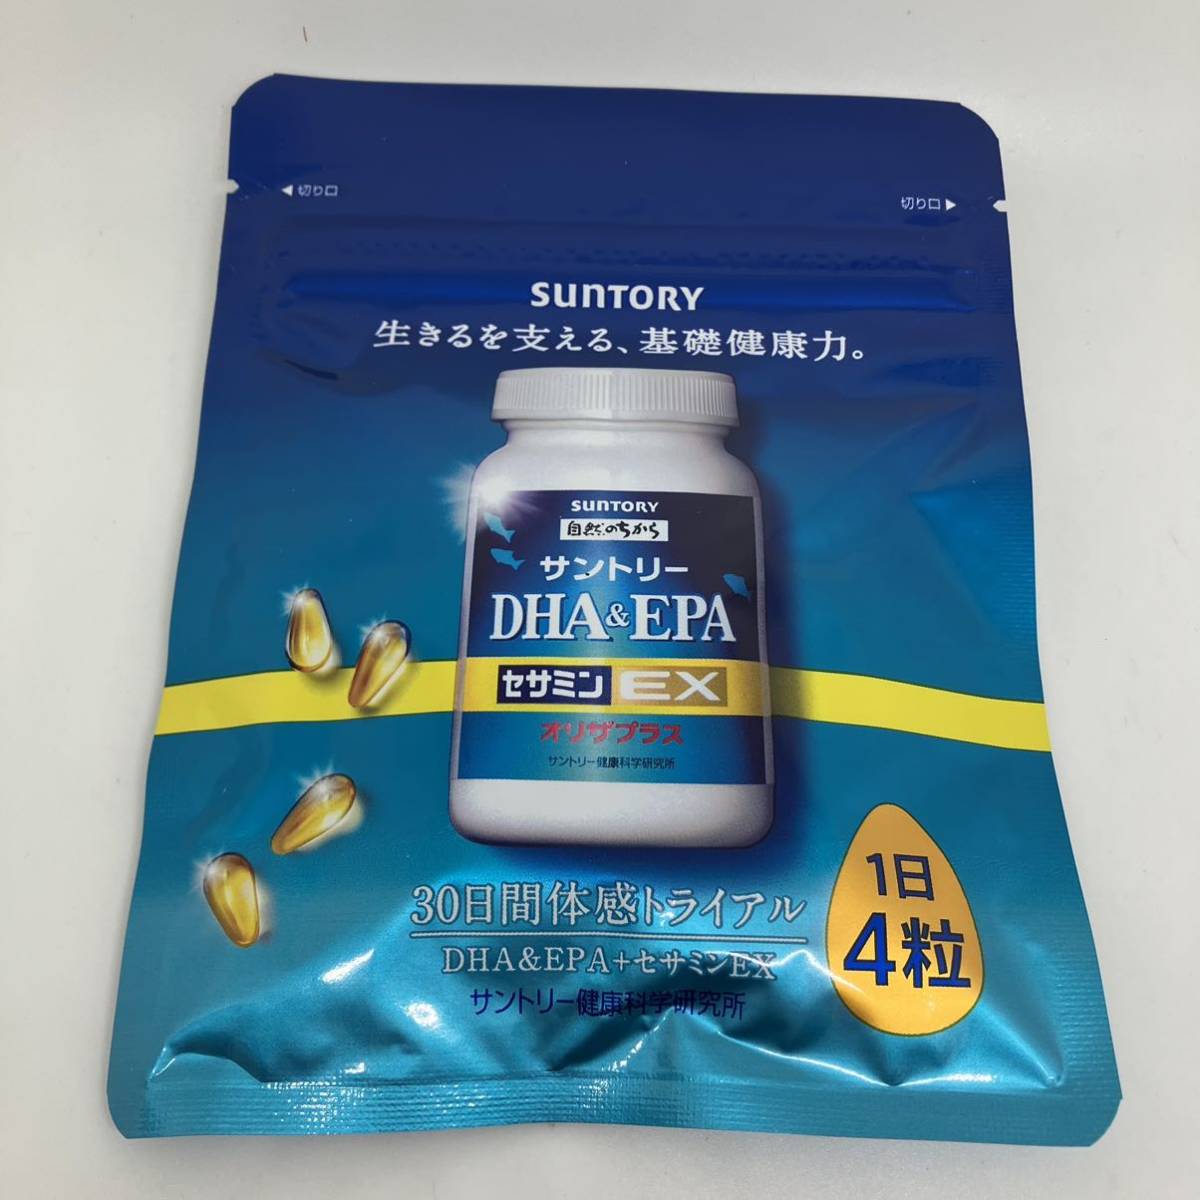 ◀切り口
切り口▶
SUNTORY
生きるを支える、基礎健康力。
SUNTORY
自然のちから
サントリー
DHA&EPA
セサミンEX
オリザプラス
サントリー健康科学研究所
30日間体感トライアル
DHA&EPA+セサミンEX
サントリー健康科学研究所
1日
4粒